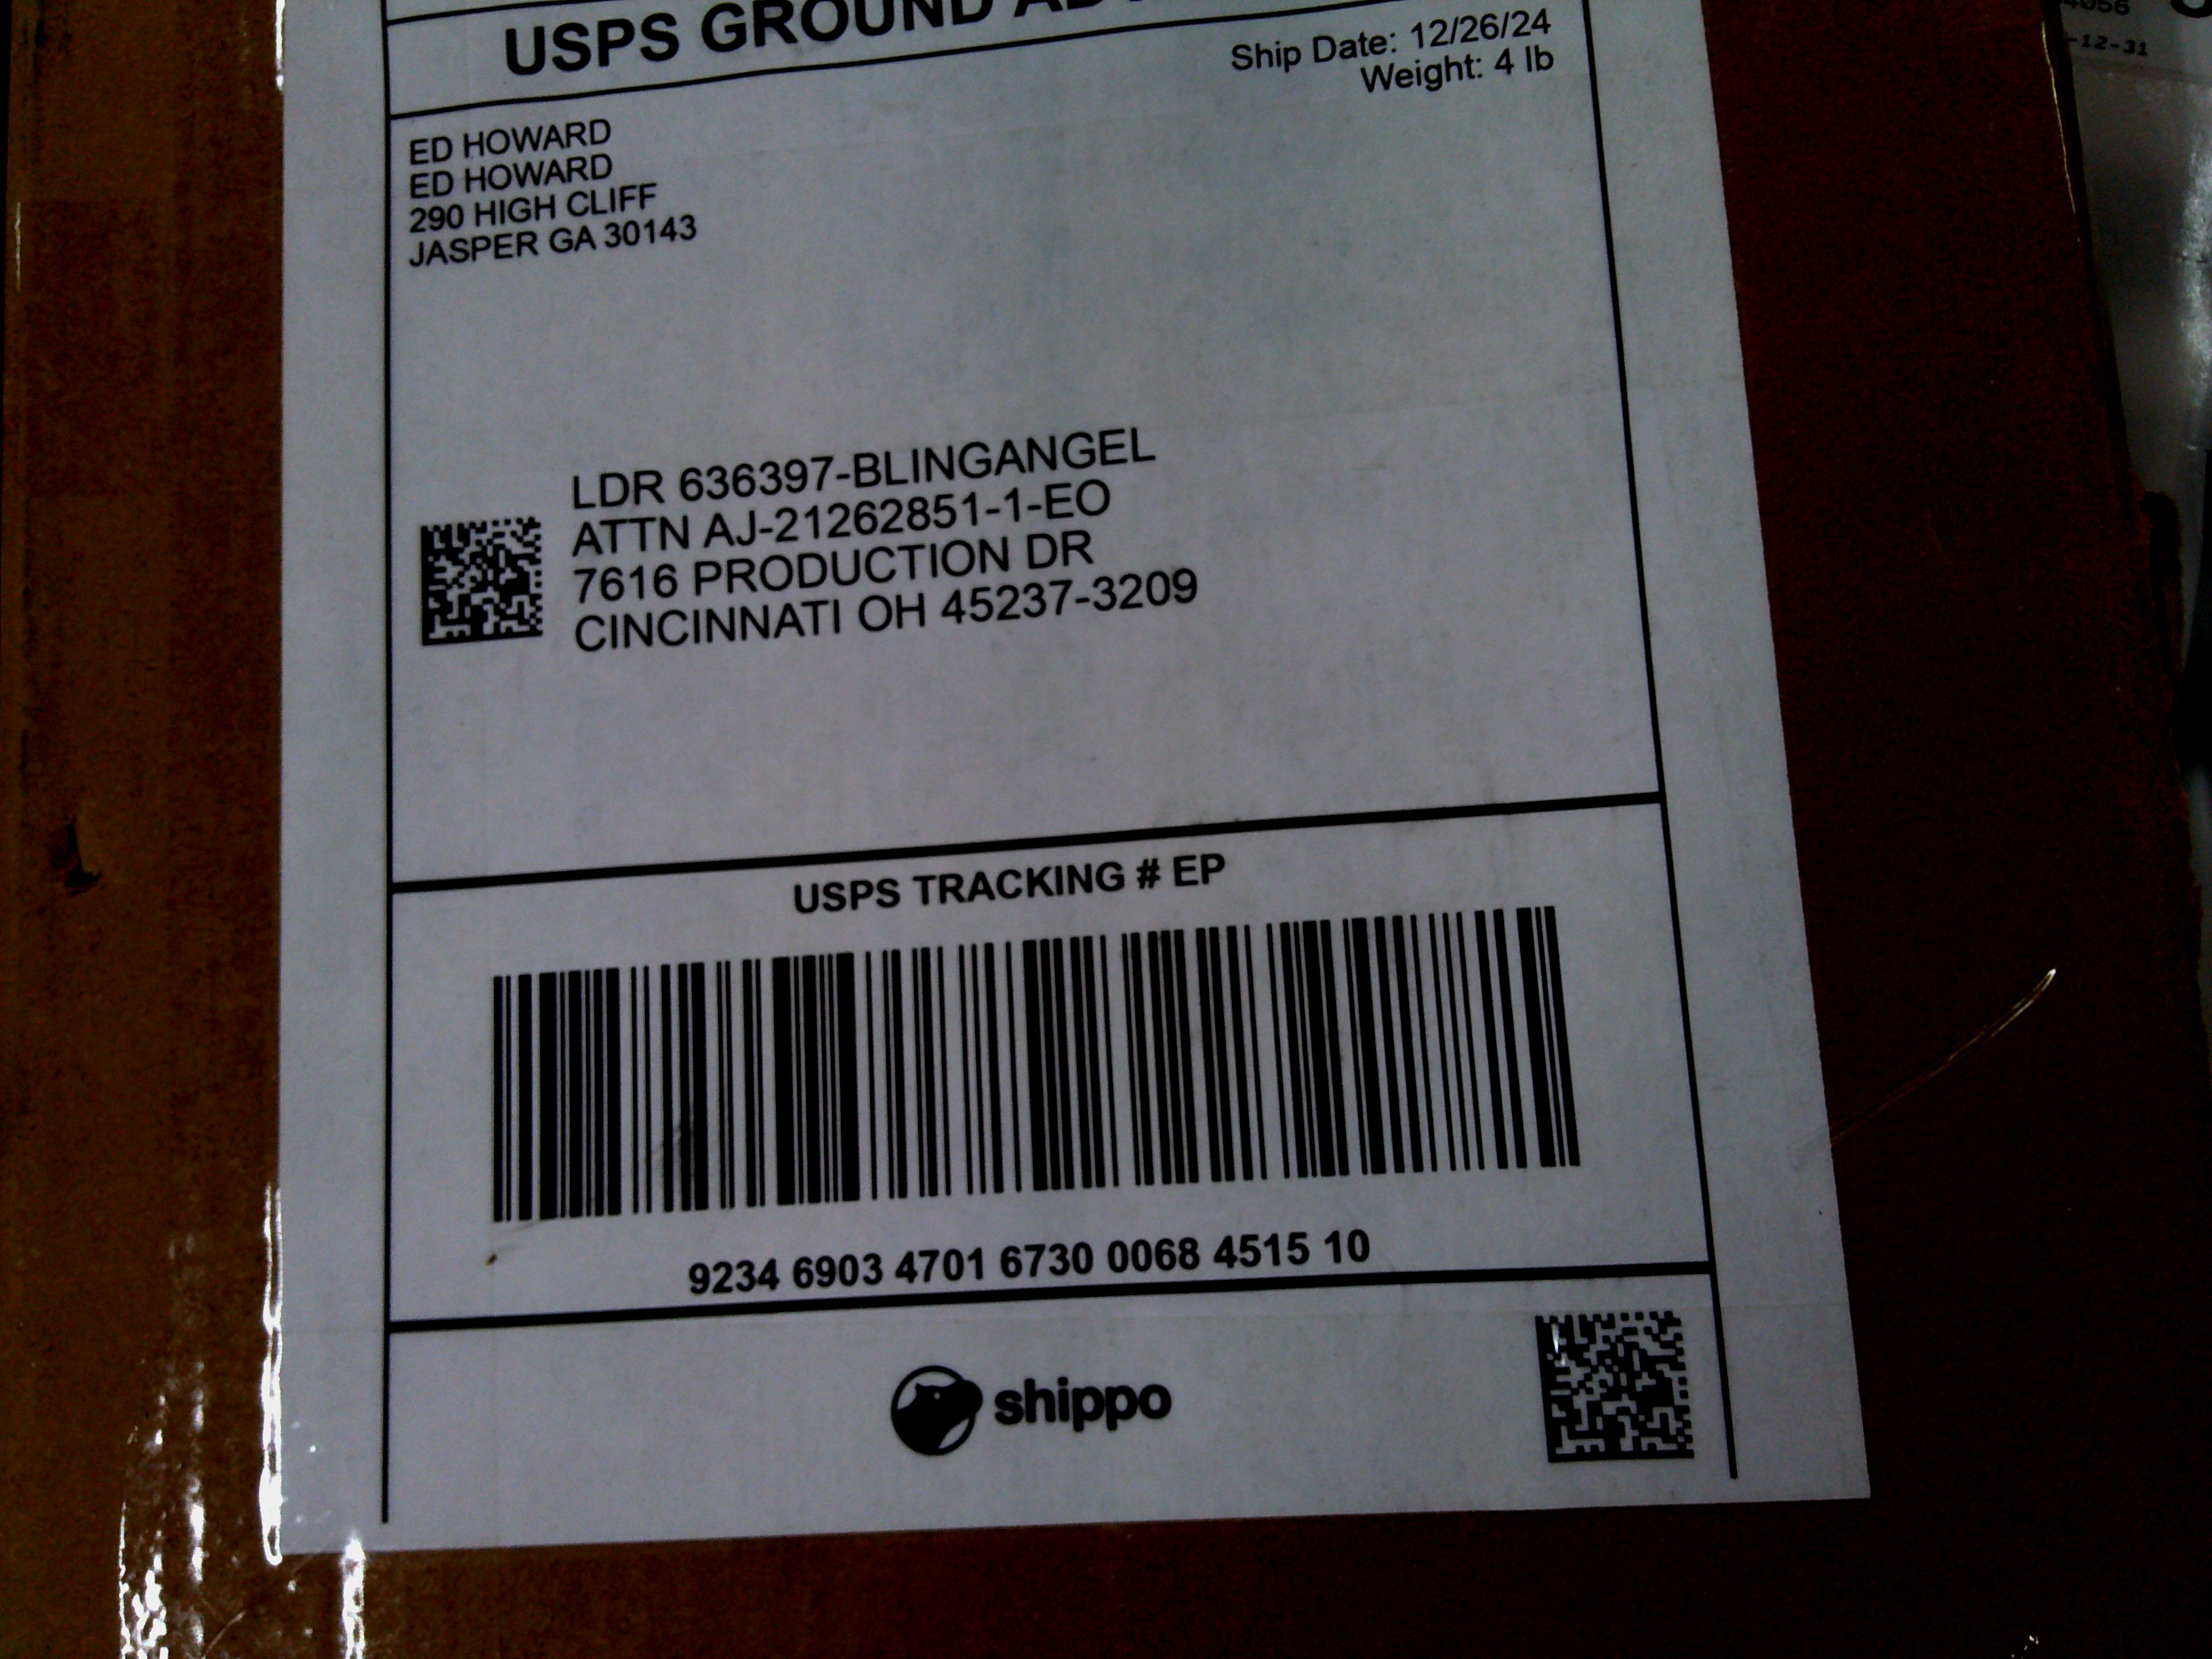 USPS GROUND
Ship Date: 12/26/24
Weight: 4 lb
ED HOWARD
ED HOWARD
290 HIGH CLIFF
JASPER GA 30143
LDR 636397-BLINGANGEL
ATTN AJ-21262851-1-EO
7616 PRODUCTION DR
CINCINNATI OH 45237-3209
USPS TRACKING # EP
9234 6903 4701 6730 0068 4515 10
shippo
-12-31